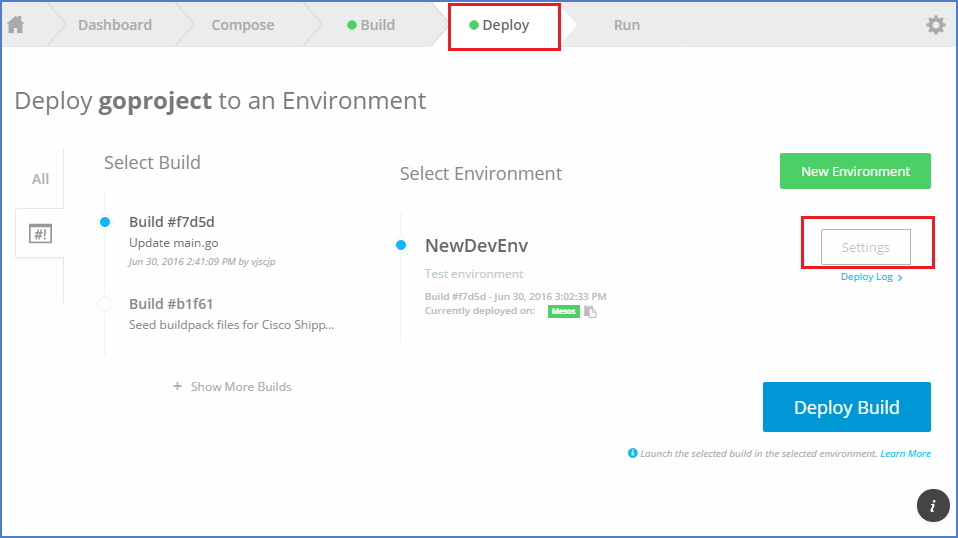 Dashboard
Compose
Build
Deploy
Run
Deploy goproject to an Environment
All
#!
Select Build
Build #f7d5d
Update main.go
Jun 30, 2016 2:41:09 PM by vjscjp
Build #b1f61
Seed buildpack files for Cisco Shipp...
+ Show More Builds
Select Environment
New Environment
NewDevEnv
Test environment
Build #f7d5d - Jun 30, 2016 3:02:33 PM
Currently deployed on: Mesos
Settings
Deploy Log >
Deploy Build
i Launch the selected build in the selected environment. Learn More
i